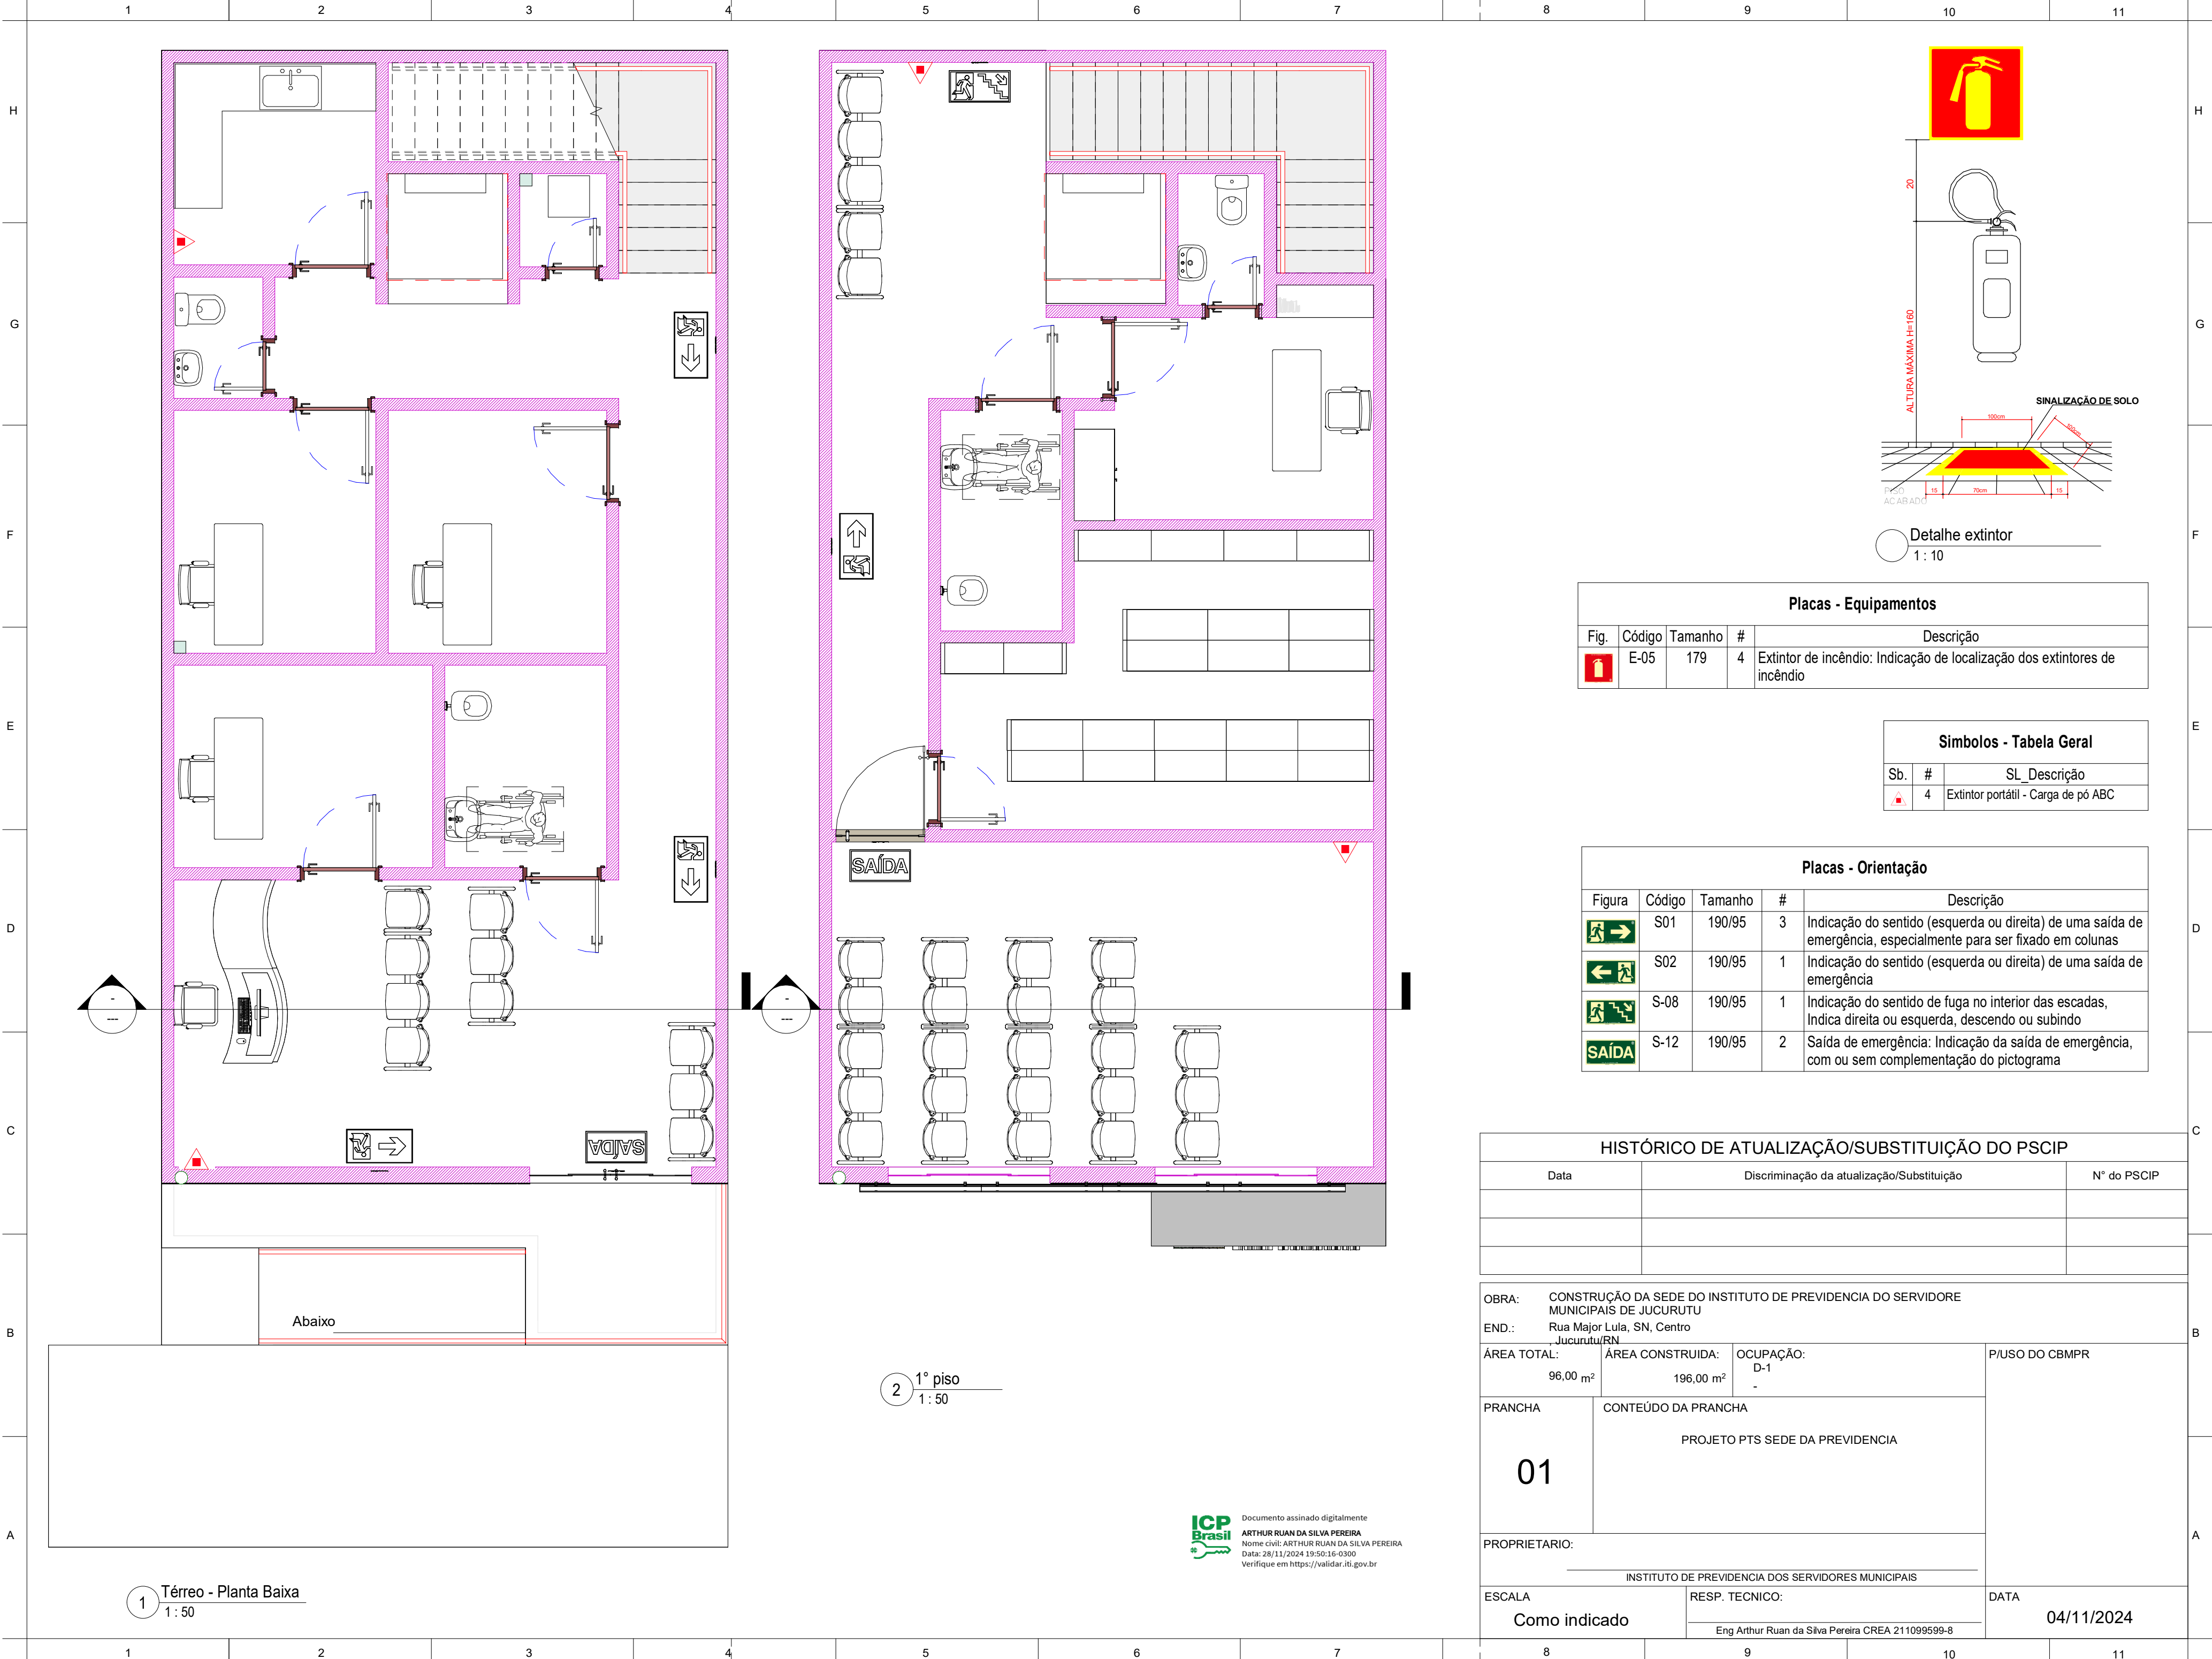 1 2 3 4 5 6 7 8 9 10 11
H H
G G
F F
E E
D D
C C
B B
A A
SAÍDA
SAÍDA
Abaixo
1
Térreo - Planta Baixa
1 : 50
2
1° piso
1 : 50
20
ALTURA MÁXIMA H=160
SINALIZAÇÃO DE SOLO
100cm
100cm
15 70cm 15
PISO
ACABADO
Detalhe extintor
1 : 10
Placas - Equipamentos
Fig. Código Tamanho # Descrição
E-05 179 4 Extintor de incêndio: Indicação de localização dos extintores de
incêndio
Simbolos - Tabela Geral
Sb. # SL_Descrição
4 Extintor portátil - Carga de pó ABC
Placas - Orientação
Figura Código Tamanho # Descrição
S01 190/95 3 Indicação do sentido (esquerda ou direita) de uma saída de
emergência, especialmente para ser fixado em colunas
S02 190/95 1 Indicação do sentido (esquerda ou direita) de uma saída de
emergência
S-08 190/95 1 Indicação do sentido de fuga no interior das escadas,
Indica direita ou esquerda, descendo ou subindo
SAÍDA S-12 190/95 2 Saída de emergência: Indicação da saída de emergência,
com ou sem complementação do pictograma
HISTÓRICO DE ATUALIZAÇÃO/SUBSTITUIÇÃO DO PSCIP
Data Discriminação da atualização/Substituição N° do PSCIP
OBRA: CONSTRUÇÃO DA SEDE DO INSTITUTO DE PREVIDENCIA DO SERVIDORE
MUNICIPAIS DE JUCURUTU
END.: Rua Major Lula, SN, Centro
, Jucurutu/RN
ÁREA TOTAL: ÁREA CONSTRUIDA: OCUPAÇÃO: P/USO DO CBMPR
96,00 m² 196,00 m² D-1
-
PRANCHA CONTEÚDO DA PRANCHA
PROJETO PTS SEDE DA PREVIDENCIA
01
PROPRIETARIO:
INSTITUTO DE PREVIDENCIA DOS SERVIDORES MUNICIPAIS
ESCALA RESP. TECNICO: DATA
Como indicado 04/11/2024
Eng Arthur Ruan da Silva Pereira CREA 211099599-8
ICP
Brasil
Documento assinado digitalmente
ARTHUR RUAN DA SILVA PEREIRA
Nome civil: ARTHUR RUAN DA SILVA PEREIRA
Data: 28/11/2024 19:50:16-0300
Verifique em https://validar.iti.gov.br
1 2 3 4 5 6 7 8 9 10 11